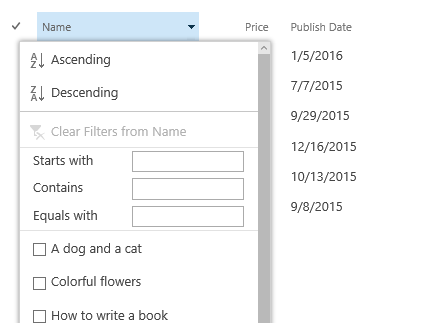 Name Price Publish Date
Ascending 1/5/2016
Descending 7/7/2015
9/29/2015
Clear Filters from Name
Starts with 12/16/2015
Contains 10/13/2015
Equals with 9/8/2015
A dog and a cat
Colorful flowers
How to write a book